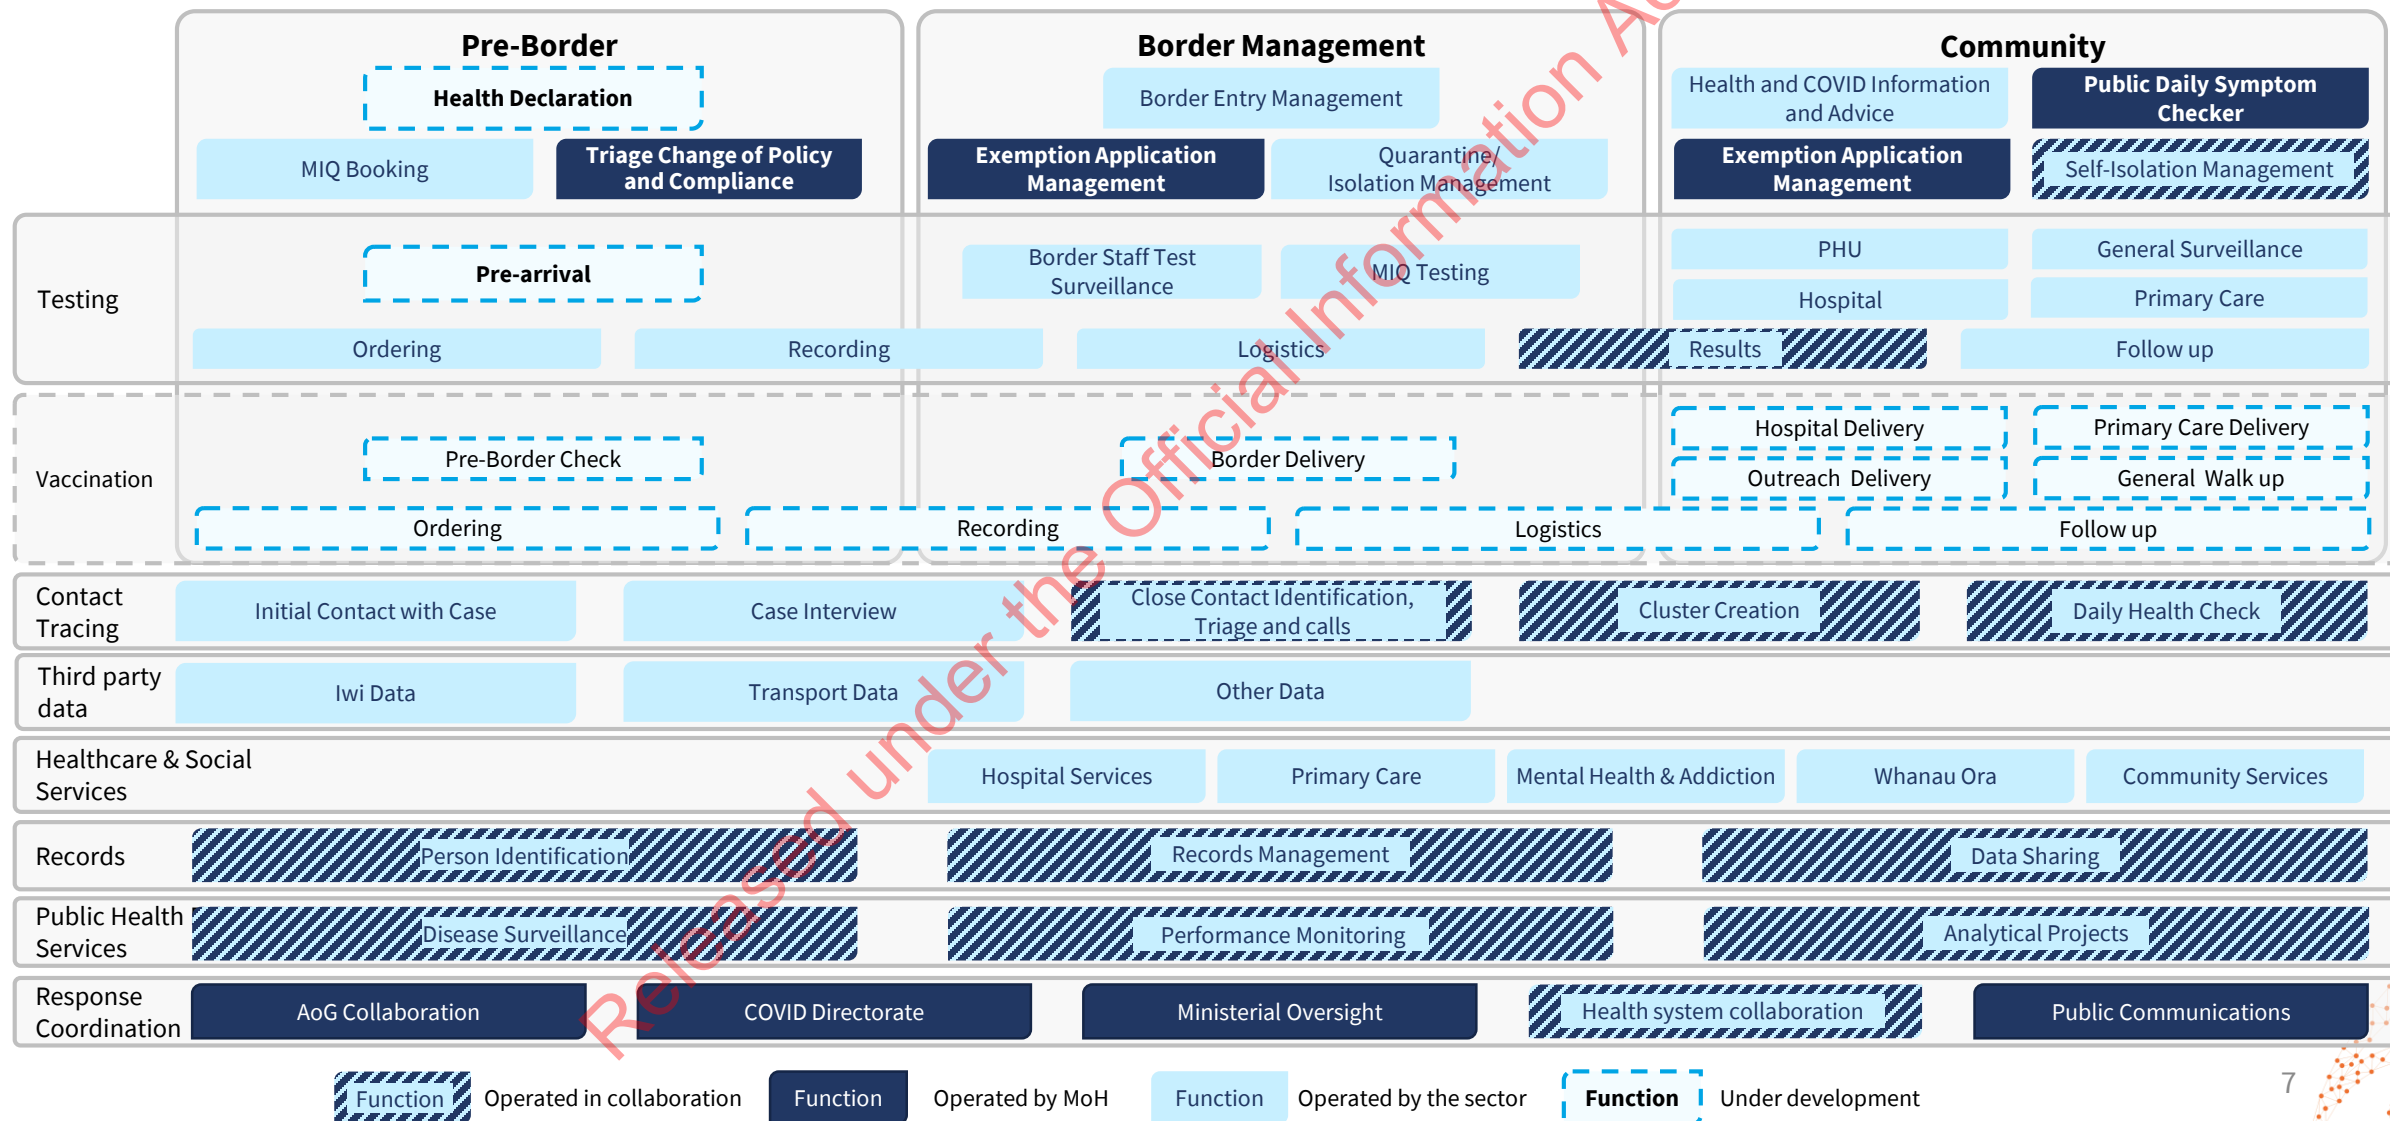 Pre-Border
Border Management
Community
Health Declaration
MIQ Booking
Triage Change of Policy
and Compliance
Border Entry Management
Exemption Application
Management
Quarantine/
Isolation Management
Health and COVID Information
and Advice
Public Daily Symptom
Checker
Exemption Application
Management
Self-Isolation Management
Testing
Pre-arrival
Border Staff Test
Surveillance
MIQ Testing
PHU
General Surveillance
Hospital
Primary Care
Ordering
Recording
Logistics
Results
Follow up
Vaccination
Pre-Border Check
Border Delivery
Hospital Delivery
Primary Care Delivery
Outreach Delivery
General Walk up
Ordering
Recording
Logistics
Follow up
Contact
Tracing
Initial Contact with Case
Case Interview
Close Contact Identification,
Triage and calls
Cluster Creation
Daily Health Check
Third party
data
Iwi Data
Transport Data
Other Data
Healthcare & Social
Services
Hospital Services
Primary Care
Mental Health & Addiction
Whanau Ora
Community Services
Records
Person Identification
Records Management
Data Sharing
Public Health
Services
Disease Surveillance
Performance Monitoring
Analytical Projects
Response
Coordination
AoG Collaboration
COVID Directorate
Ministerial Oversight
Health system collaboration
Public Communications
Function
Operated in collaboration
Function
Operated by MoH
Function
Operated by the sector
Function
Under development
7
Released under the Official Information